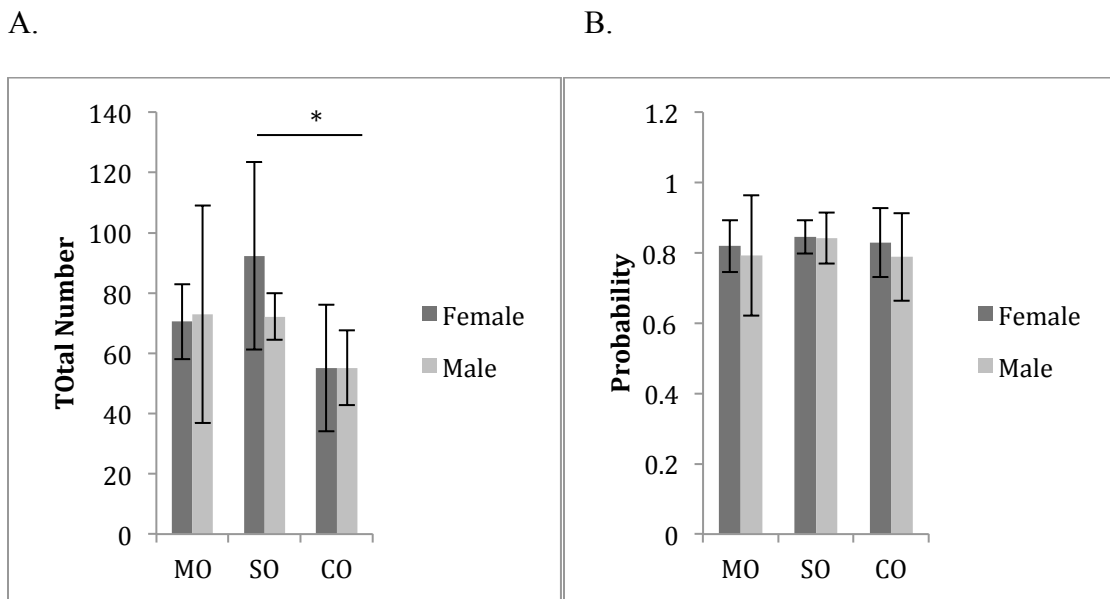 A.
B.
140
120
100
80
60
40
20
0
TOtal Number
*
MO SO CO
Female
Male
1.2
1
0.8
0.6
0.4
0.2
0
Probability
MO SO CO
Female
Male